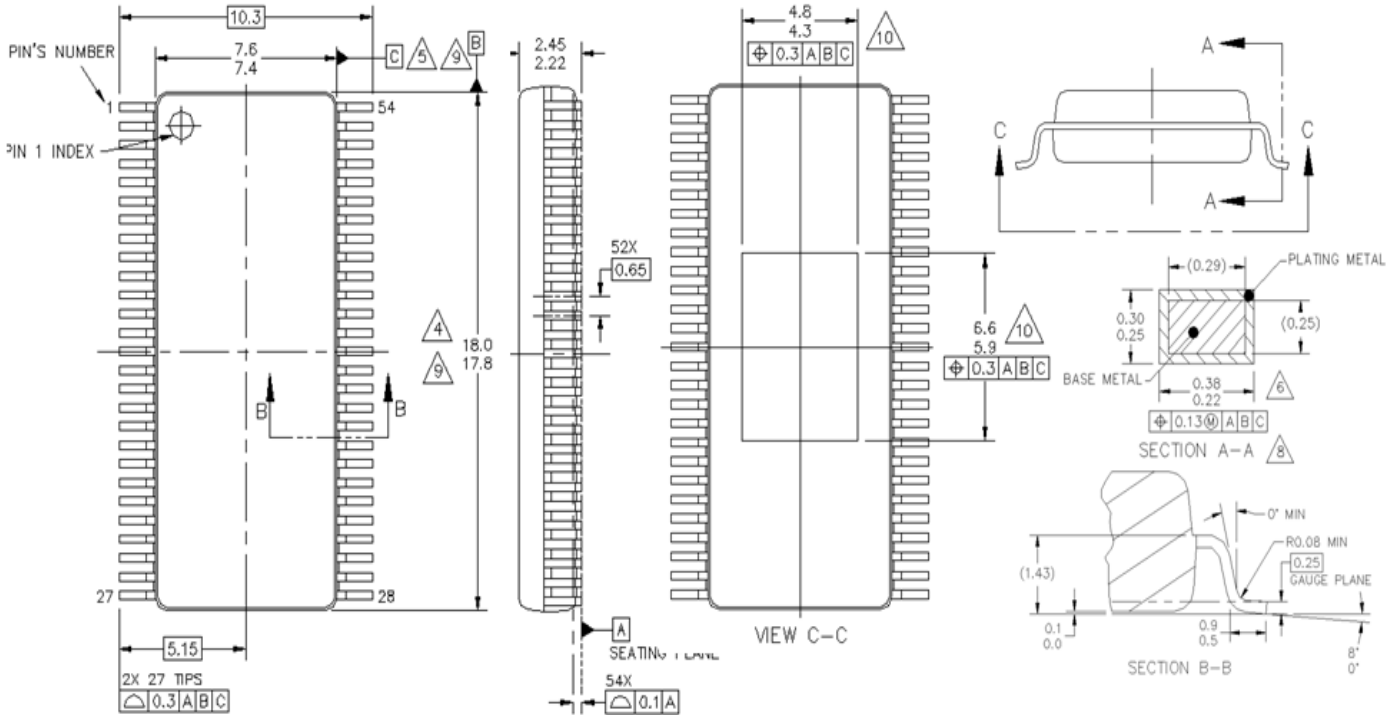 10.3
PIN'S NUMBER
7.6
7.4
C 5 9 B
1
54
PIN 1 INDEX
4
9
18.0
17.8
B
B
27
28
5.15
2X 27 TIPS
0.3 A B C
2.45
2.22
52X
0.65
A
SEATING PLANE
54X
0.1 A
4.8
4.3
10
⌖ 0.3 A B C
6.6
5.9
10
⌖ 0.3 A B C
VIEW C-C
A
C
C
A
(0.29)
PLATING METAL
0.30
0.25
(0.25)
BASE METAL
0.38
0.22
6
⌖ 0.13 Ⓜ A B C
SECTION A-A 8
0° MIN
R0.08 MIN
0.25
GAUGE PLANE
(1.43)
0.1
0.0
0.9
0.5
8°
0°
SECTION B-B